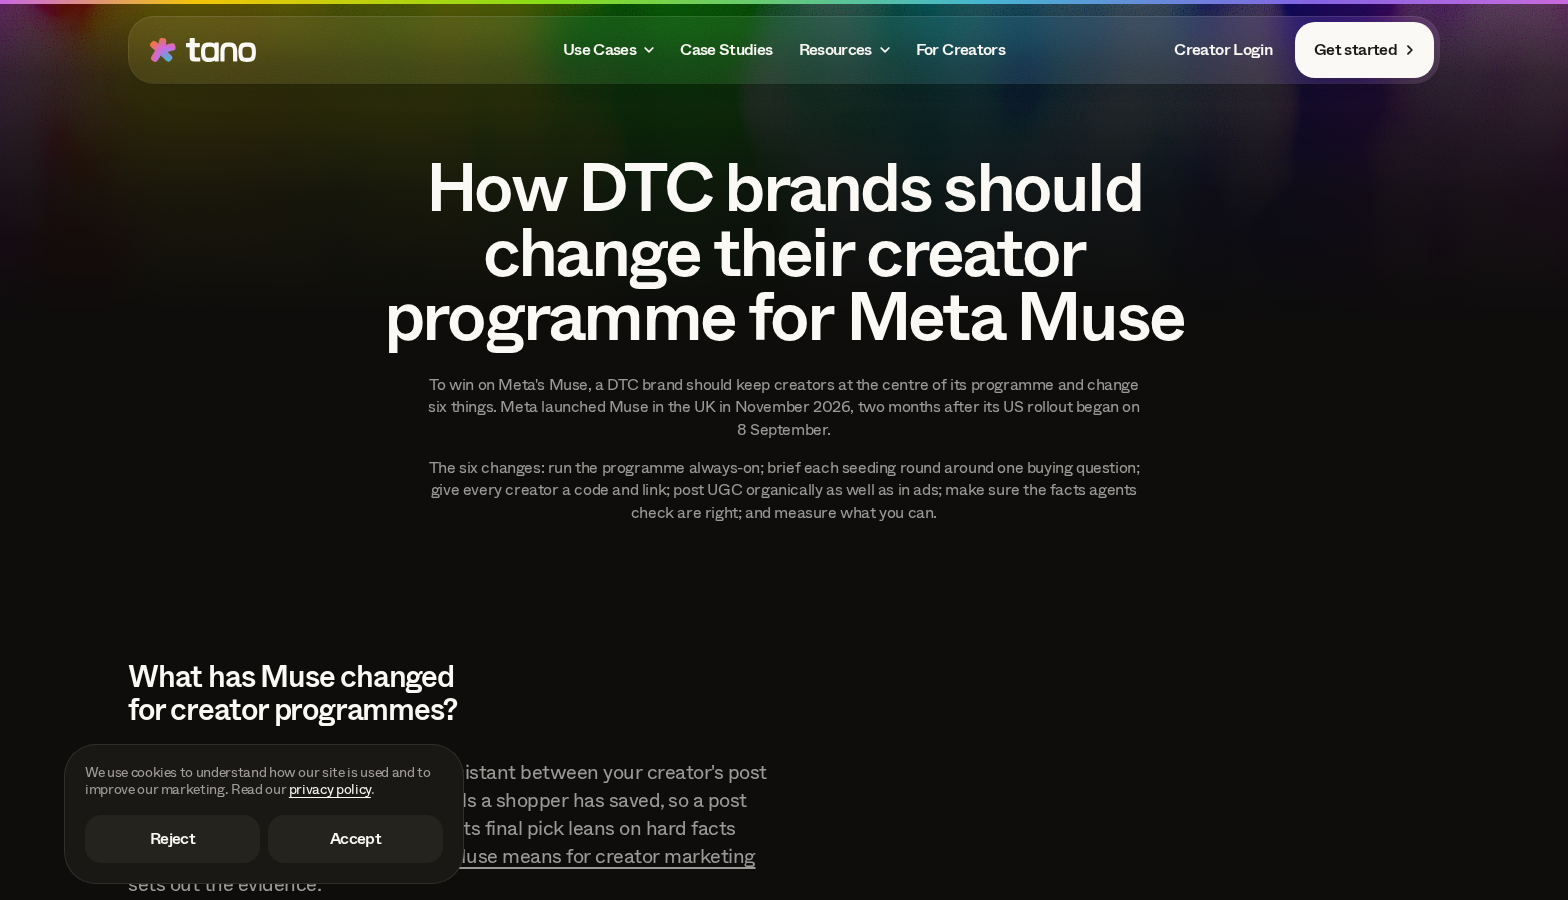 tano
Use Cases
Case Studies
Resources
For Creators
Creator Login
Get started
How DTC brands should
change their creator
programme for Meta Muse
To win on Meta's Muse, a DTC brand should keep creators at the centre of its programme and change
six things. Meta launched Muse in the UK in November 2026, two months after its US rollout began on
8 September.
The six changes: run the programme always-on; brief each seeding round around one buying question;
give every creator a code and link; post UGC organically as well as in ads; make sure the facts agents
check are right; and measure what you can.
What has Muse changed
for creator programmes?
between your creator's post
a shopper has saved, so a post
final pick leans on hard facts
means for creator marketing
sets out the evidence.
We use cookies to understand how our site is used and to
improve our marketing. Read our privacy policy.
Reject
Accept